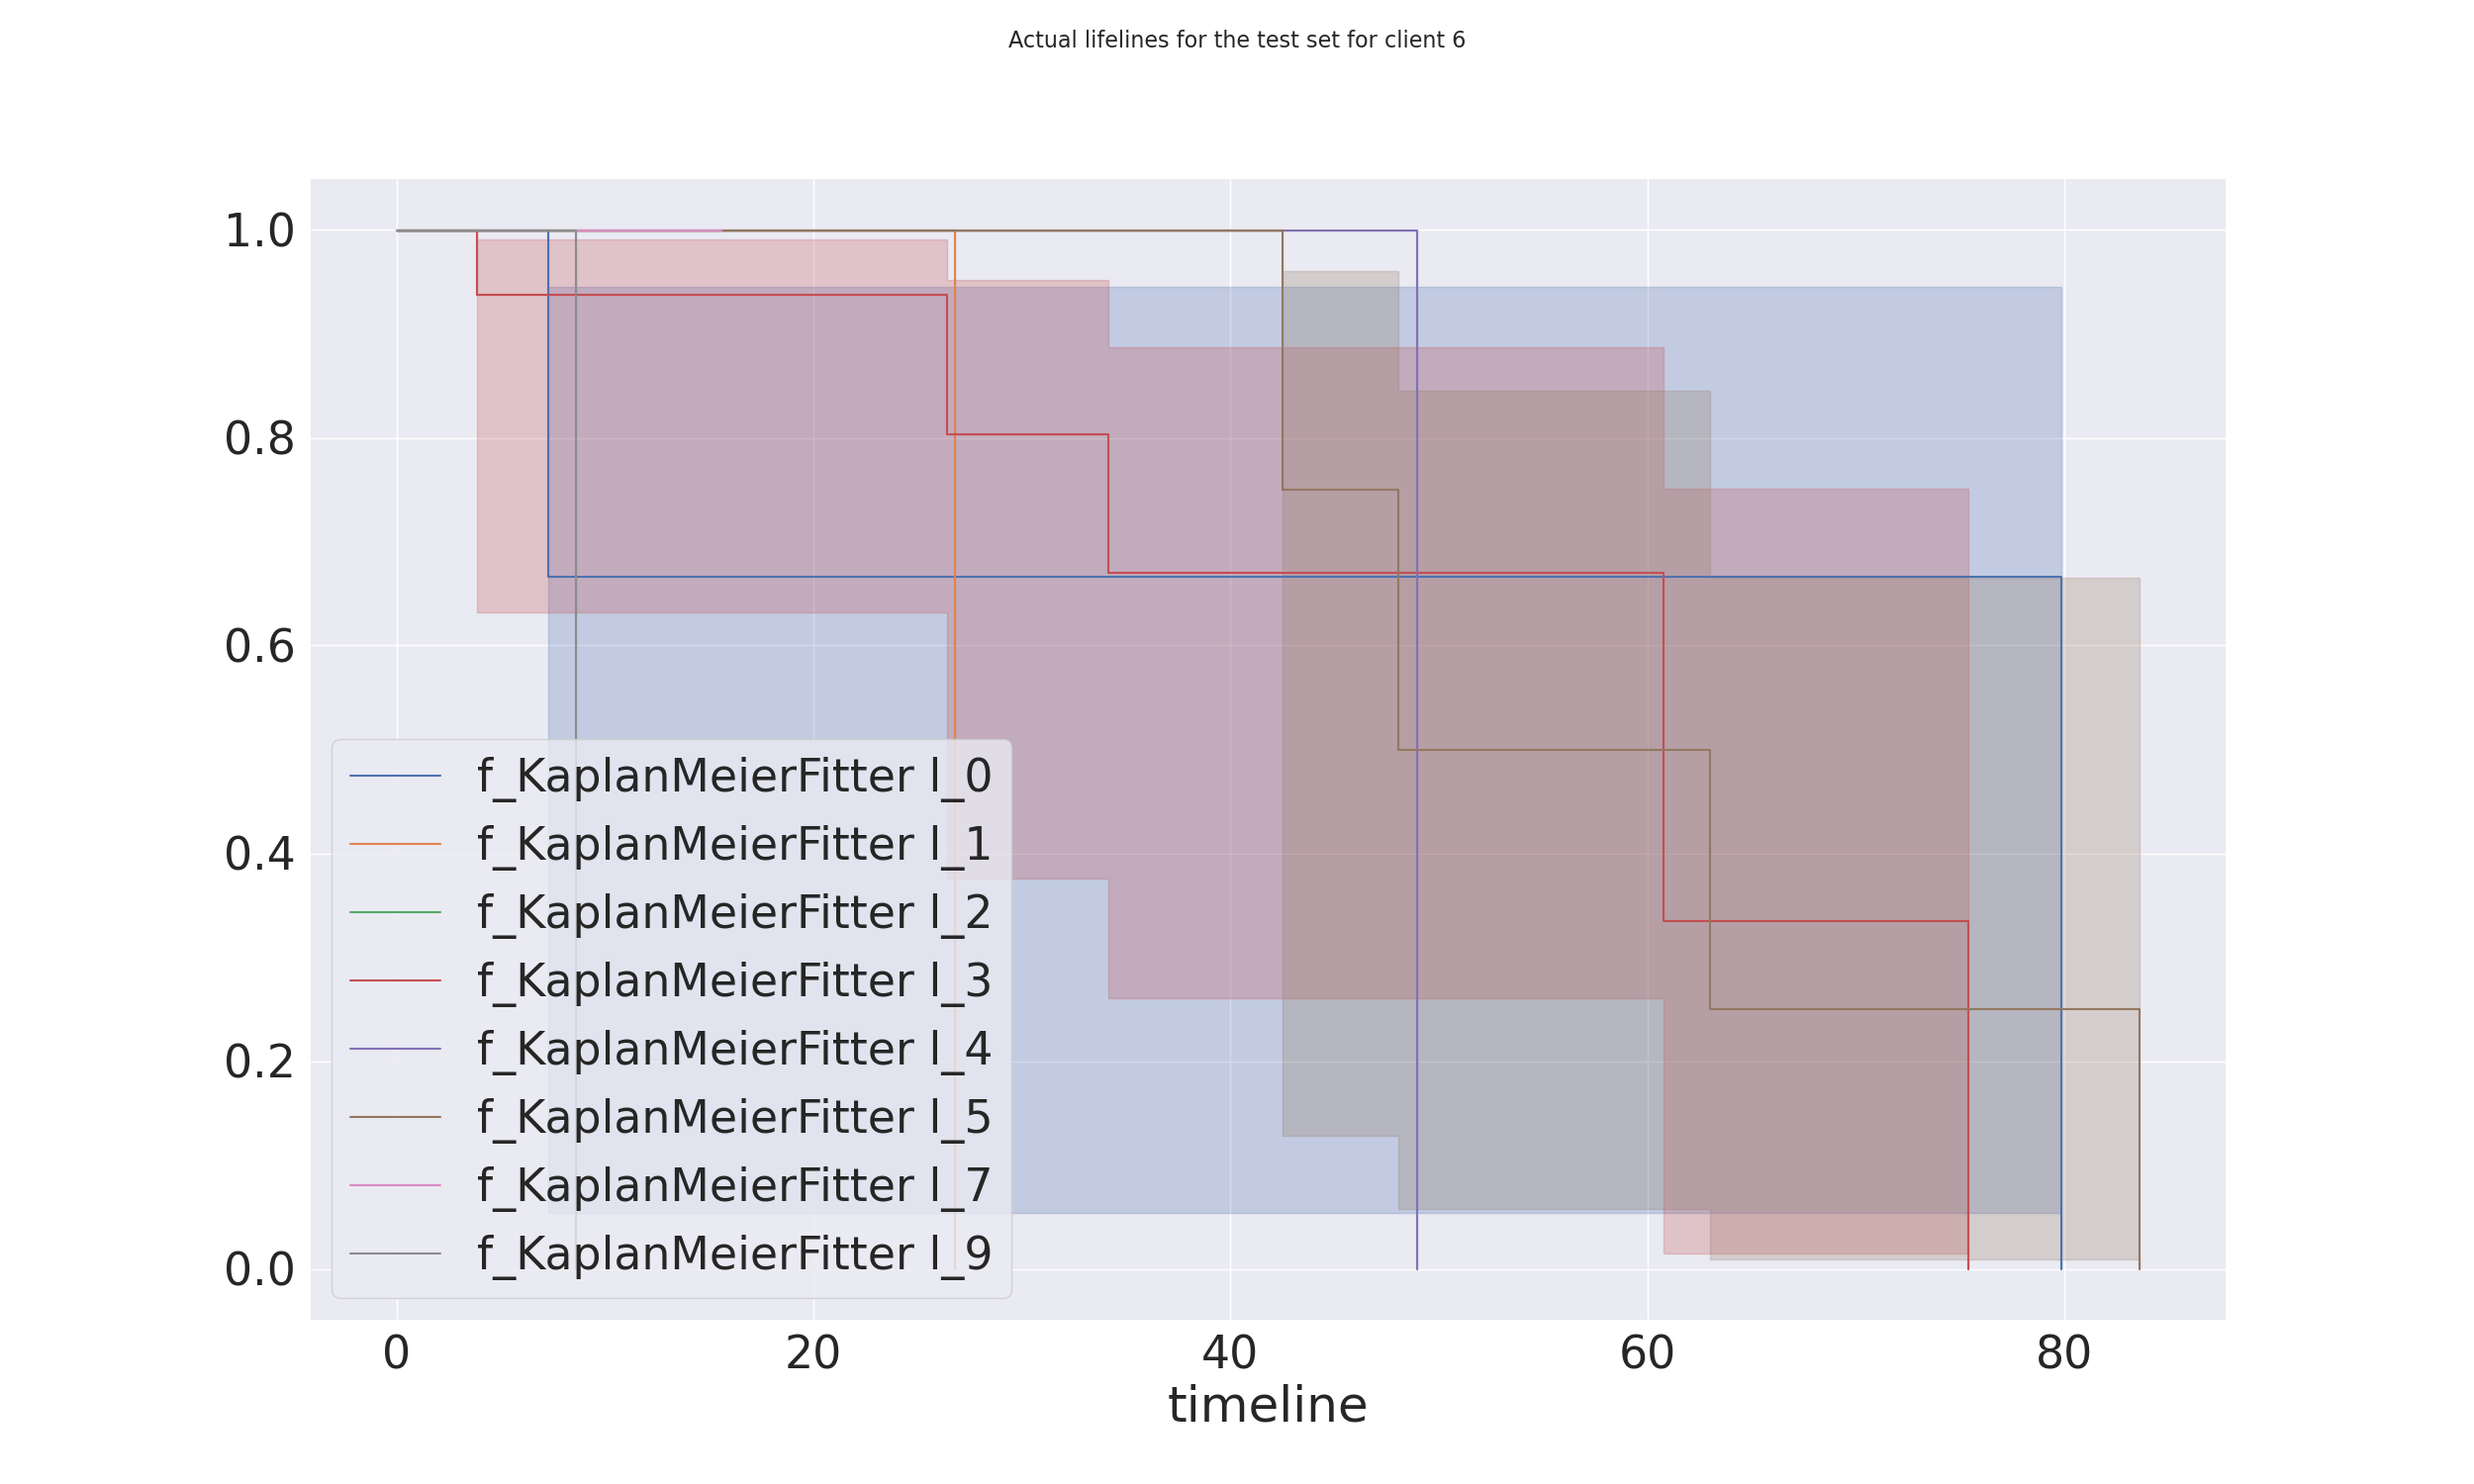 Actual lifelines for the test set for client 6
1.0
0.8
0.6
0.4
0.2
0.0
f_KaplanMeierFitter l_0
f_KaplanMeierFitter l_1
f_KaplanMeierFitter l_2
f_KaplanMeierFitter l_3
f_KaplanMeierFitter l_4
f_KaplanMeierFitter l_5
f_KaplanMeierFitter l_7
f_KaplanMeierFitter l_9
0 20 40 60 80
timeline